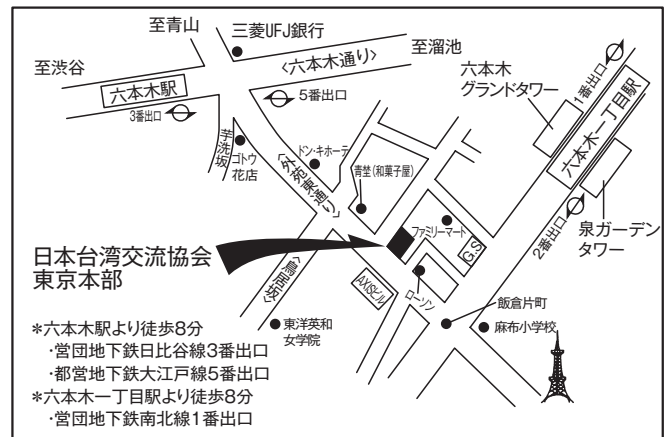 至青山
三菱UFJ銀行
至渋谷
〈六本木通り〉
至溜池
六本木駅
3番出口
5番出口
六本木
グランドタワー
1番出口
六本木一丁目駅
芋洗坂
ゴトウ
花店
ドン・キホーテ
〈外苑東通り〉
青埜(和菓子屋)
ファミリーマート
G.S
2番出口
泉ガーデン
タワー
日本台湾交流協会
東京本部
〈鳥居坂〉
AXISビル
ローソン
飯倉片町
麻布小学校
東洋英和
女学院
*六本木駅より徒歩8分
・営団地下鉄日比谷線3番出口
・都営地下鉄大江戸線5番出口
*六本木一丁目駅より徒歩8分
・営団地下鉄南北線1番出口